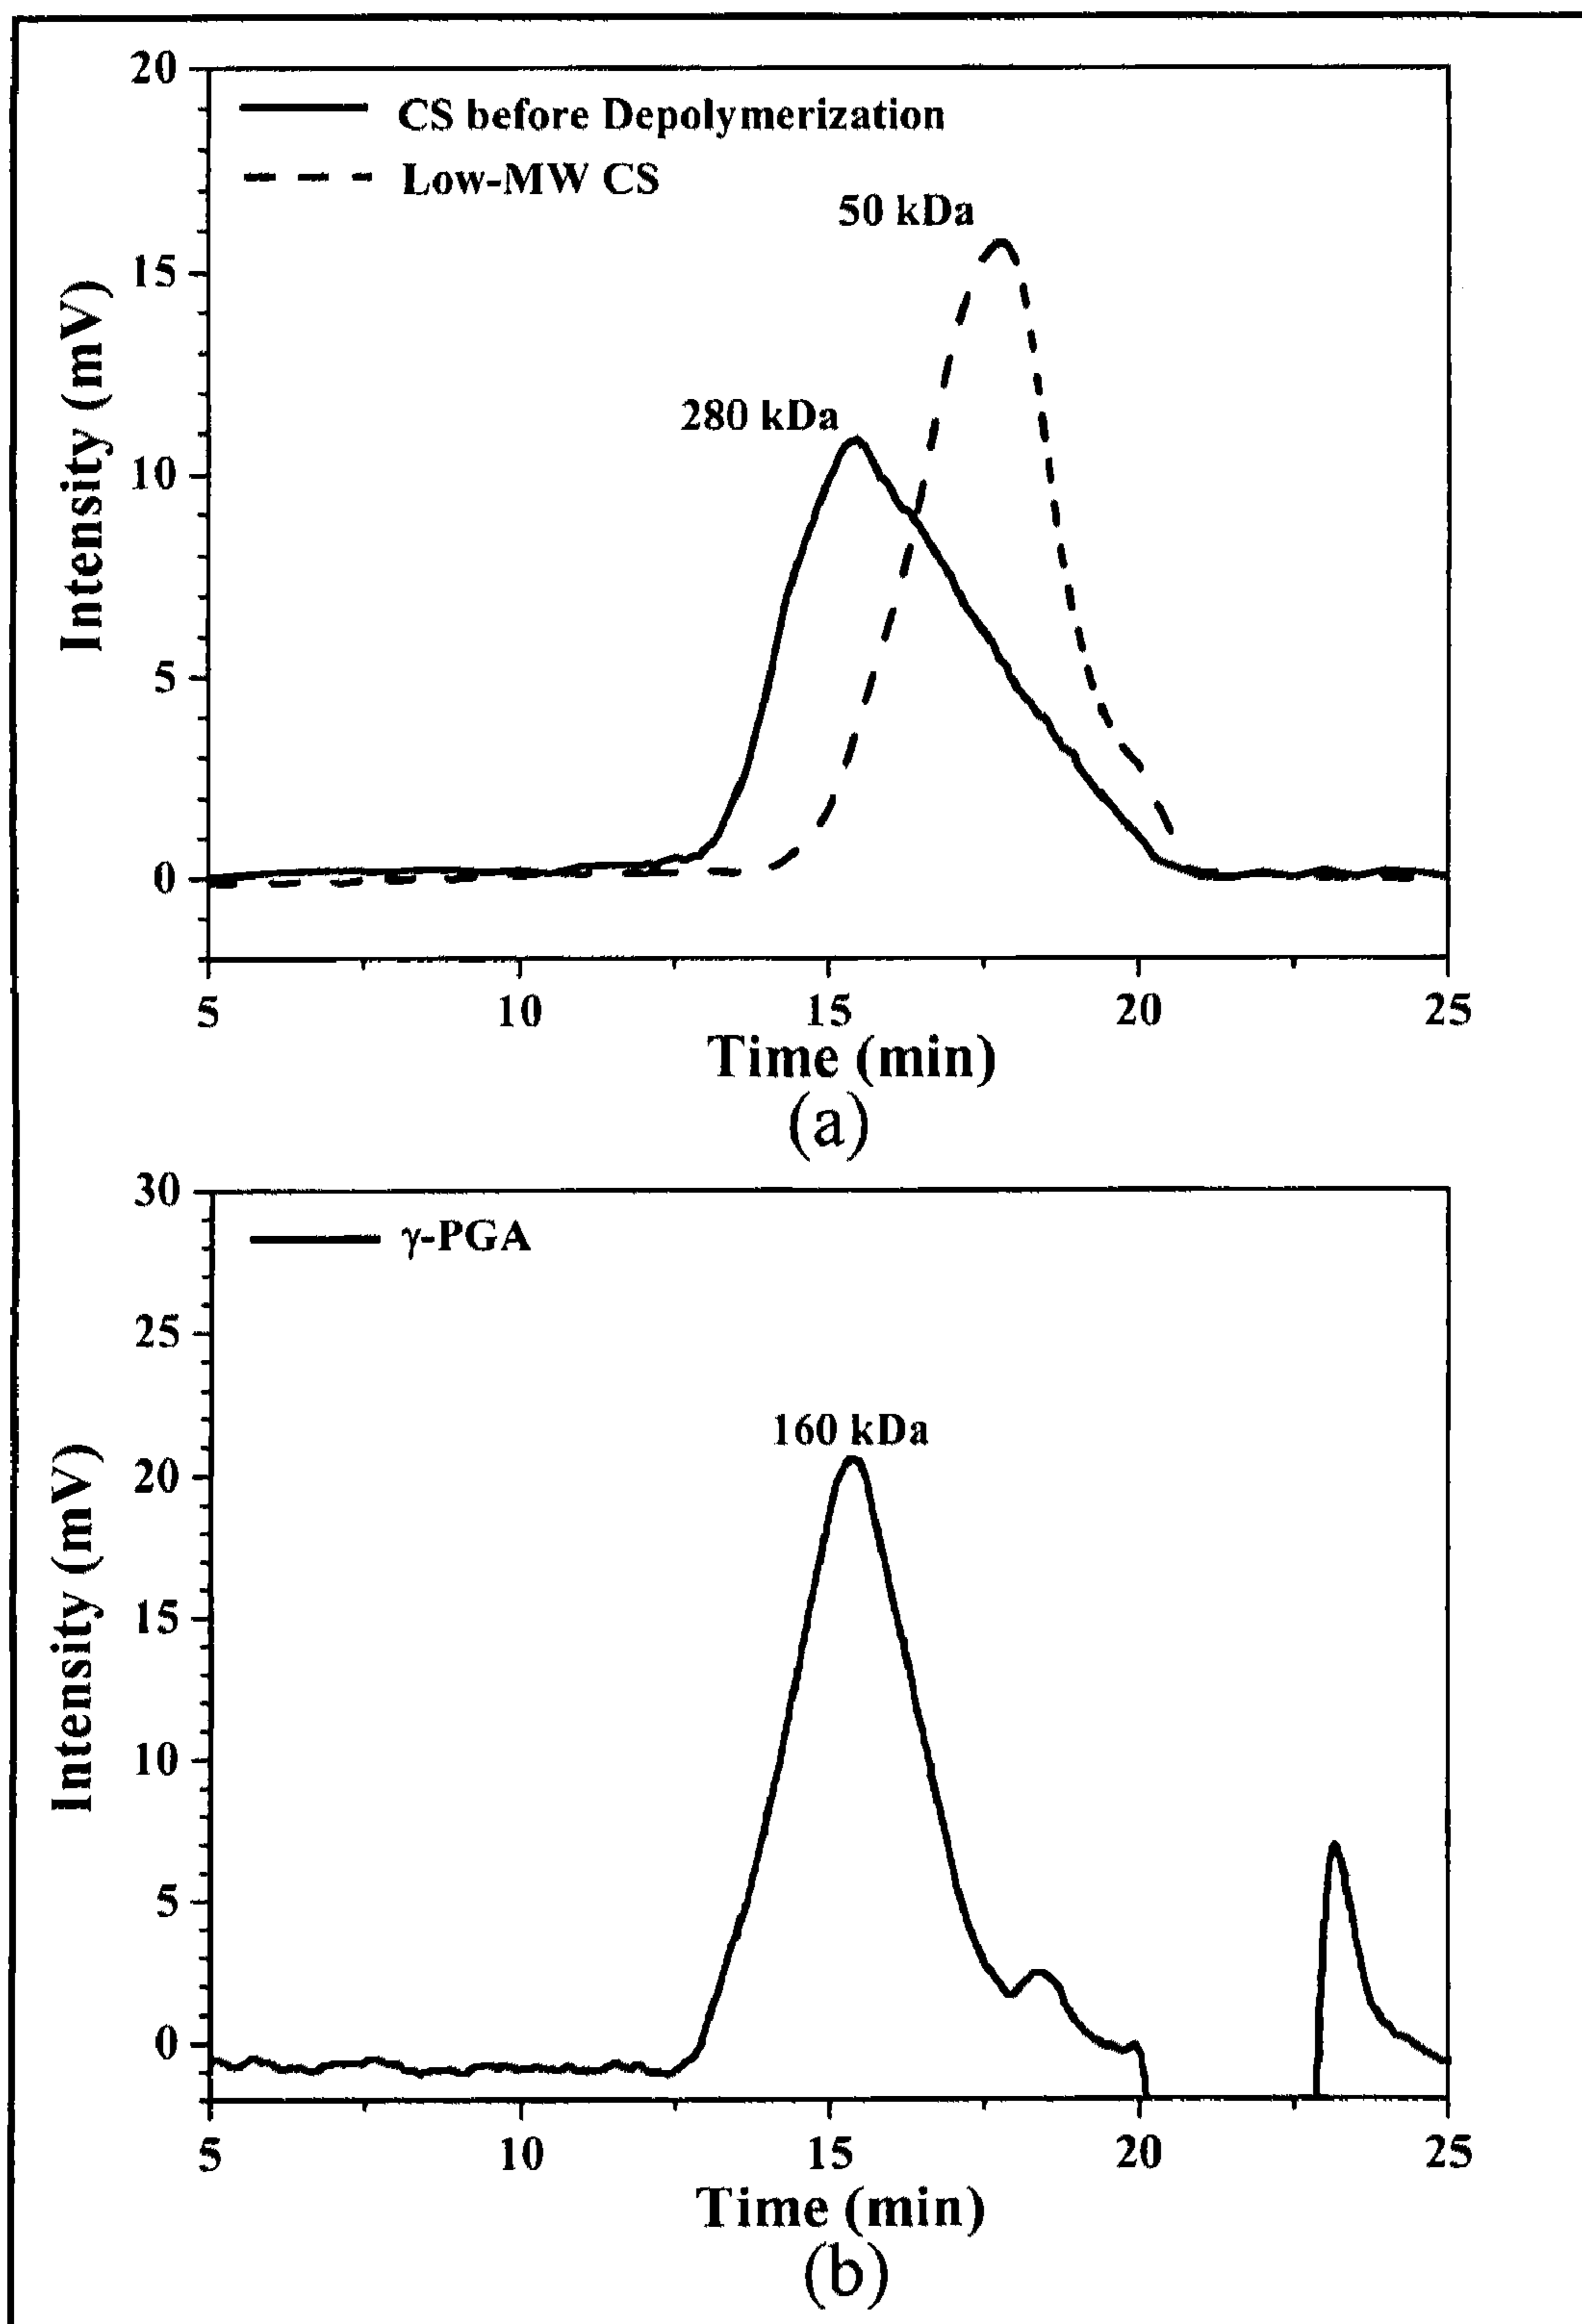 20
CS before Depolymerization
Low-MW CS
50 kDa
15
280 kDa
10
5
0
Intensity (mV)
5 10 15 20 25
Time (min)
(a)
30
γ-PGA
25
160 kDa
20
15
10
5
0
Intensity (mV)
5 10 15 20 25
Time (min)
(b)